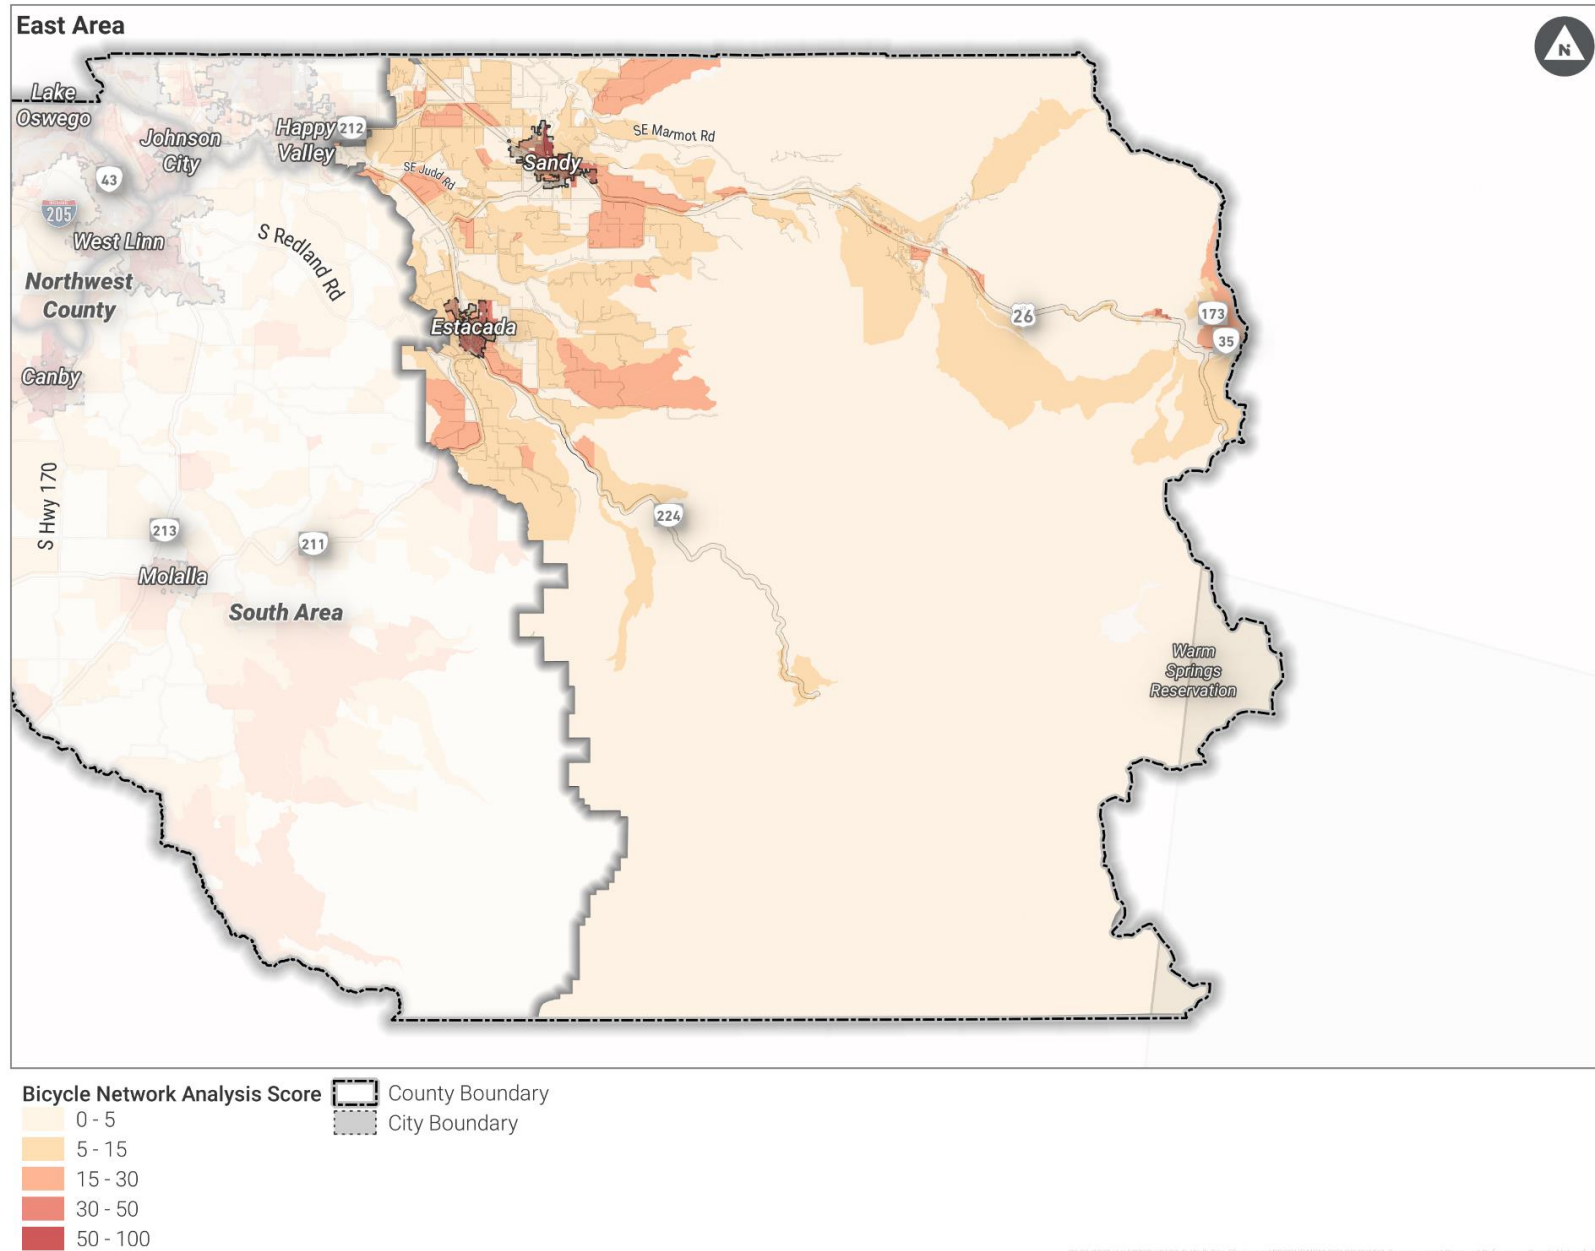 East Area
N
Lake
Oswego
Johnson
City
Happy
Valley
212
SE Marmot Rd
Sandy
SE Judd Rd
43
INTERSTATE
205
West Linn
S Redland Rd
Northwest
County
Estacada
26
173
35
Canby
S Hwy 170
224
213
211
Molalla
South Area
Warm
Springs
Reservation
Bicycle Network Analysis Score
0 - 5
5 - 15
15 - 30
30 - 50
50 - 100
County Boundary
City Boundary